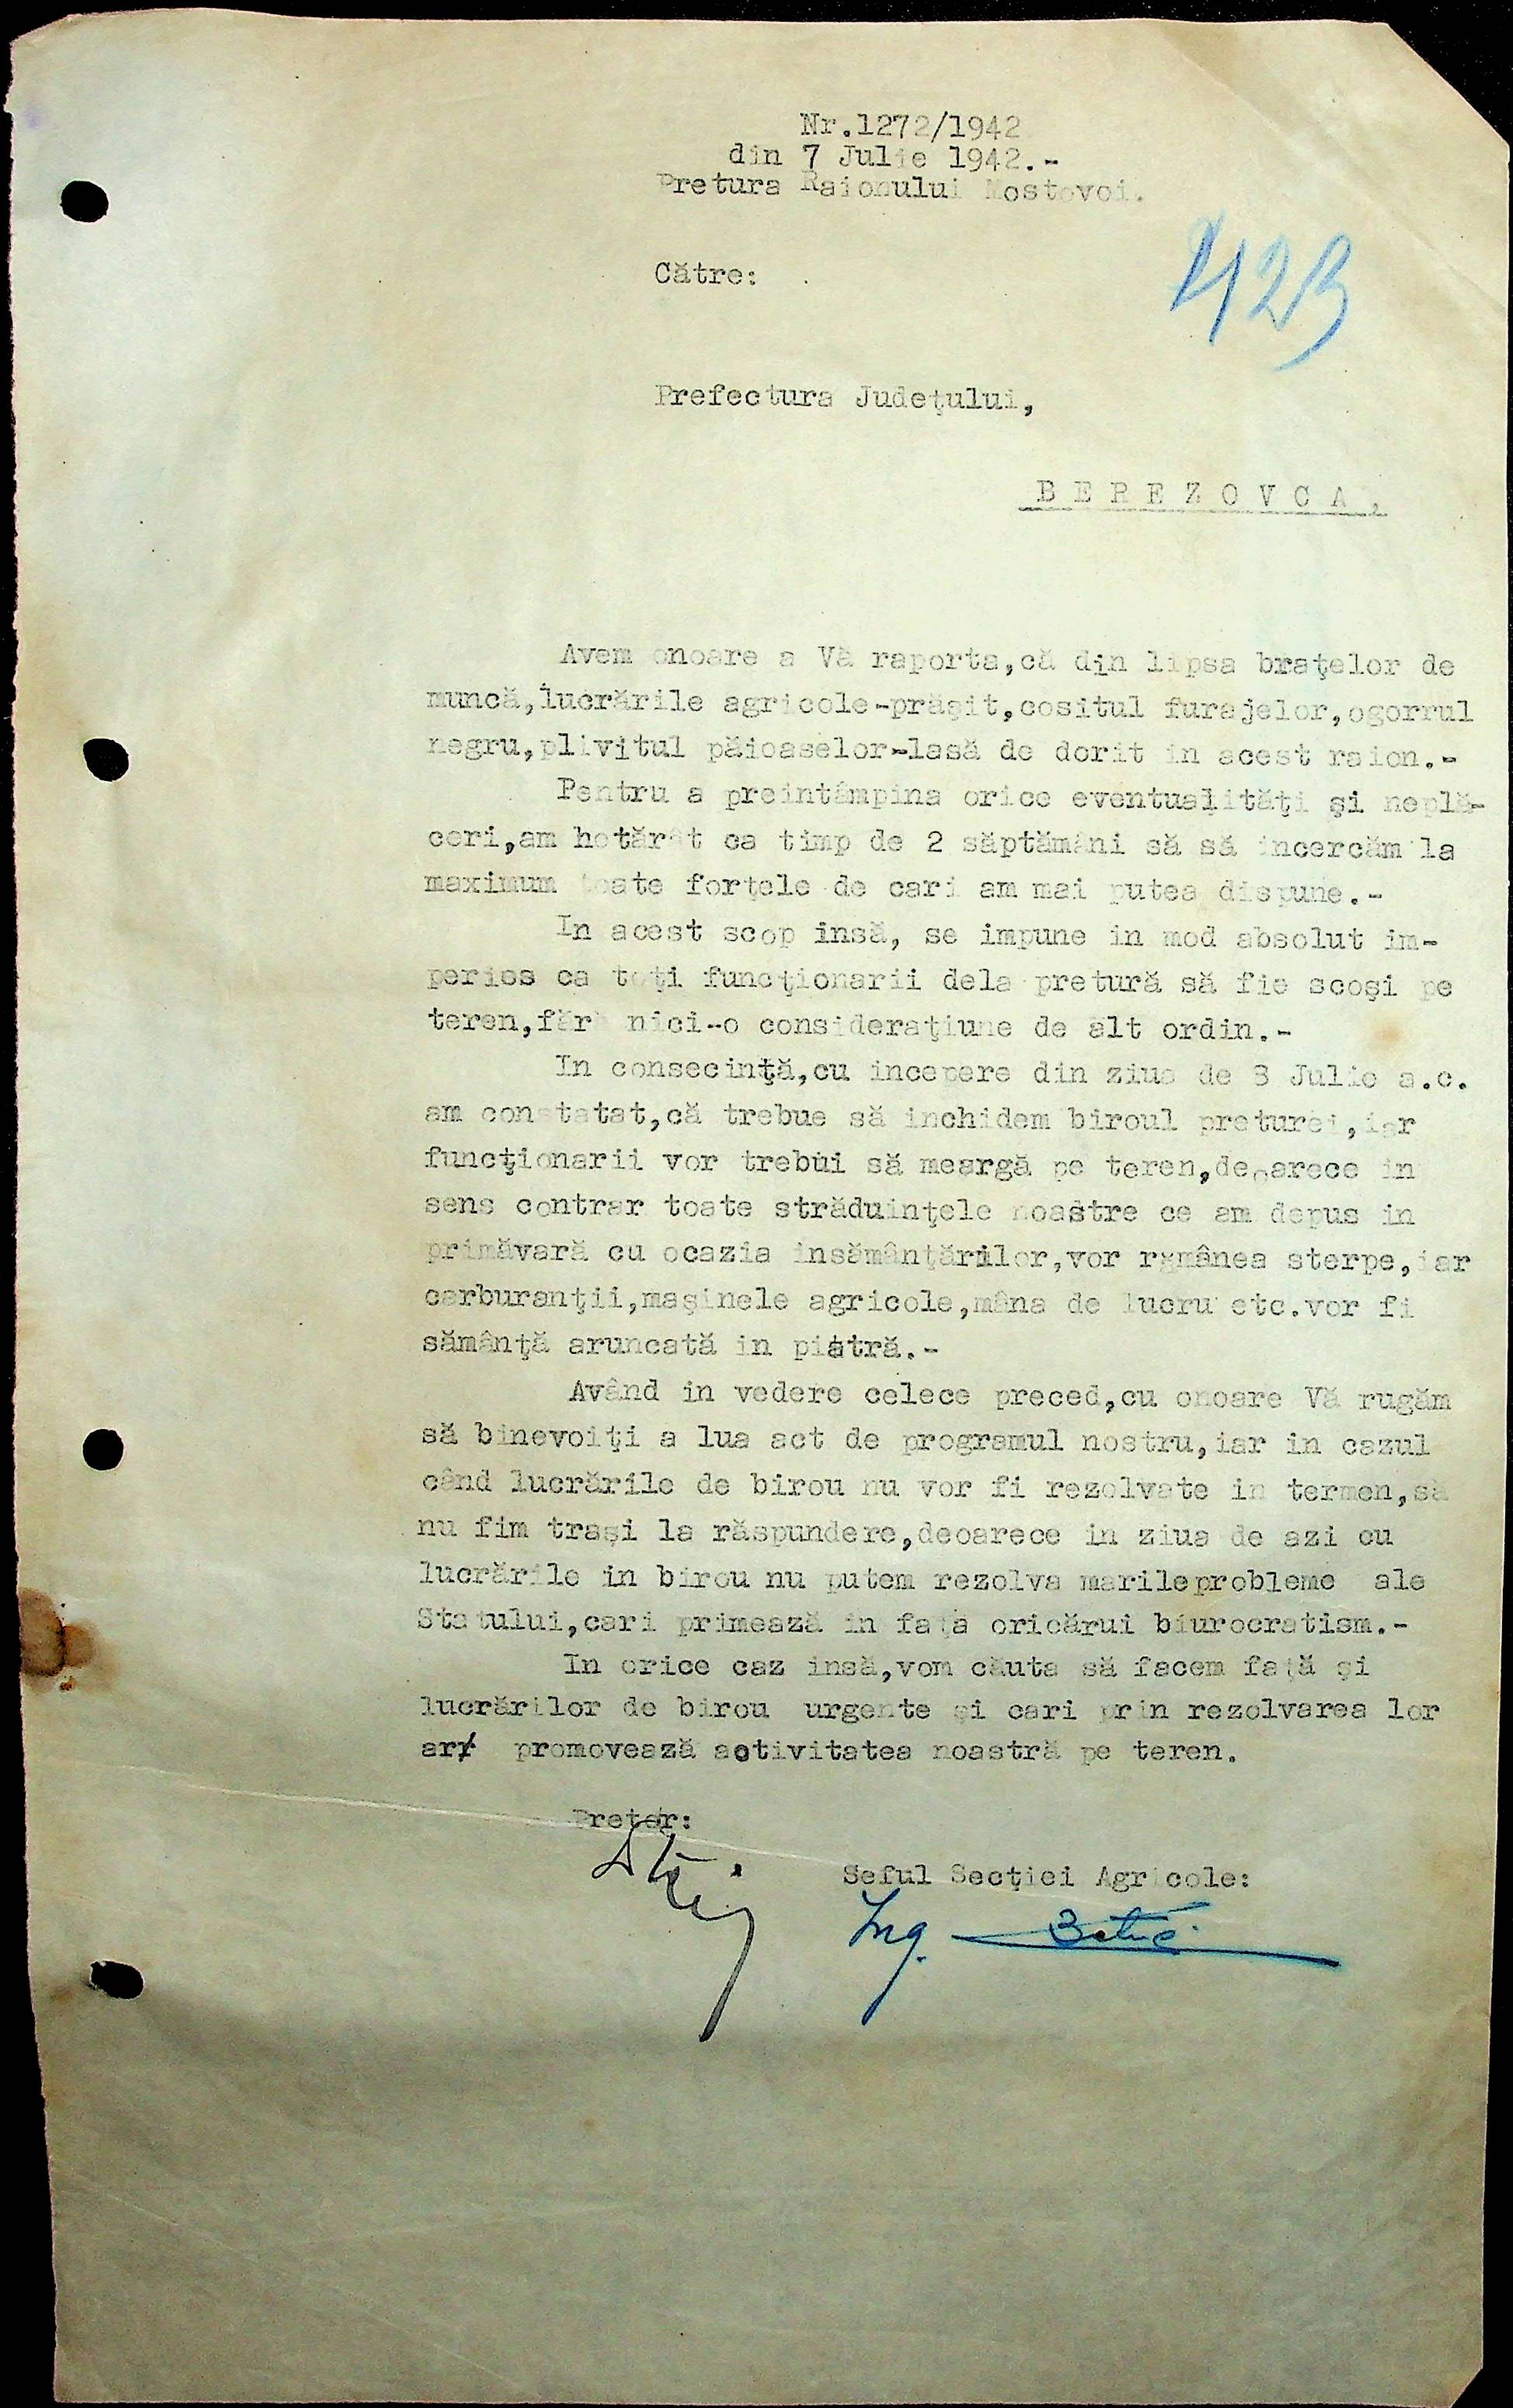 Nr.1272/1942
din 7 Julie 1942.-
Pretura Raionului Mostovoi.
423
Către:
Prefectura Judeţului,
B E R E Z O V C A ,
Avem onoare a Vă raporta,că din lipsa braţelor de
muncă,lucrările agricole-prăşit,cositul furajelor,ogorrul
negru,plivitul păioaselor-lasă de dorit in acest raion.-
Pentru a preintâmpina orice eventualităţi şi neplă-
ceri,am hotărât ca timp de 2 săptămâni să să incercăm la
maximum toate forţele de cari am mai putea dispune.-
In acest scop insă, se impune in mod absolut im-
perios ca toţi funcţionarii dela pretură să fie scoşi pe
teren,fără nici-o consideraţiune de alt ordin.-
In consecinţă,cu incepere din ziua de 8 Julie a.c.
am constatat,că trebue să inchidem biroul preturei,iar
funcţionarii vor trebui să meargă pe teren,deoarece in
sens contrar toate străduinţele noastre ce am depus in
primăvară cu ocazia insămânţărilor,vor rămânea sterpe,iar
carburanţii,maşinele agricole,mâna de lucru etc.vor fi
sămânţă aruncată in piatră.-
Având in vedere celece preced,cu onoare Vă rugăm
să binevoiţi a lua act de programul nostru,iar in cazul
când lucrările de birou nu vor fi rezolvate in termen,să
nu fim traşi la răspundere,deoarece in ziua de azi cu
lucrările in birou nu putem rezolva marileprobleme ale
Statului,cari primează in faţa oricărui biurocratism.-
In orice caz insă,vom căuta să facem faţă şi
lucrărilor de birou urgente şi cari prin rezolvarea lor
ar promovează activitatea noastră pe teren.
Pretor:
Seful Secţiei Agricole:
Ing.